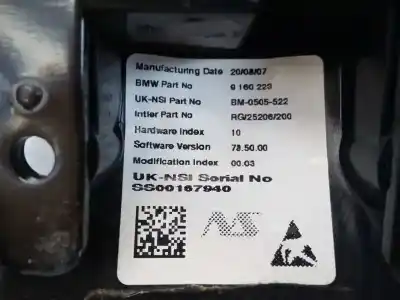 Manufacturing Date 20/08/07
BMW Part No 9 160 223
UK-NSI Part No BM-0505-522
Intier Part No RG/25206/200
Hardware Index 10
Software Version 78.50.00
Modification Index 00.03
UK-NSI Serial No
SS00167940
NS